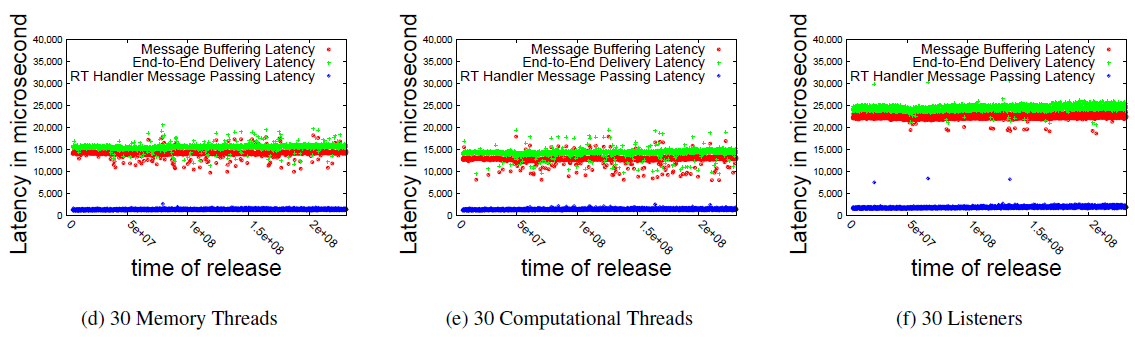 Latency in microsecond
40,000
35,000
30,000
25,000
20,000
15,000
10,000
5,000
0
Message Buffering Latency
End-to-End Delivery Latency
RT Handler Message Passing Latency
0
5e+07
1e+08
1.5e+08
2e+08
time of release
(d) 30 Memory Threads
Latency in microsecond
40,000
35,000
30,000
25,000
20,000
15,000
10,000
5,000
0
Message Buffering Latency
End-to-End Delivery Latency
RT Handler Message Passing Latency
0
5e+07
1e+08
1.5e+08
2e+08
time of release
(e) 30 Computational Threads
Latency in microsecond
40,000
35,000
30,000
25,000
20,000
15,000
10,000
5,000
0
Message Buffering Latency
End-to-End Delivery Latency
RT Handler Message Passing Latency
0
5e+07
1e+08
1.5e+08
2e+08
time of release
(f) 30 Listeners